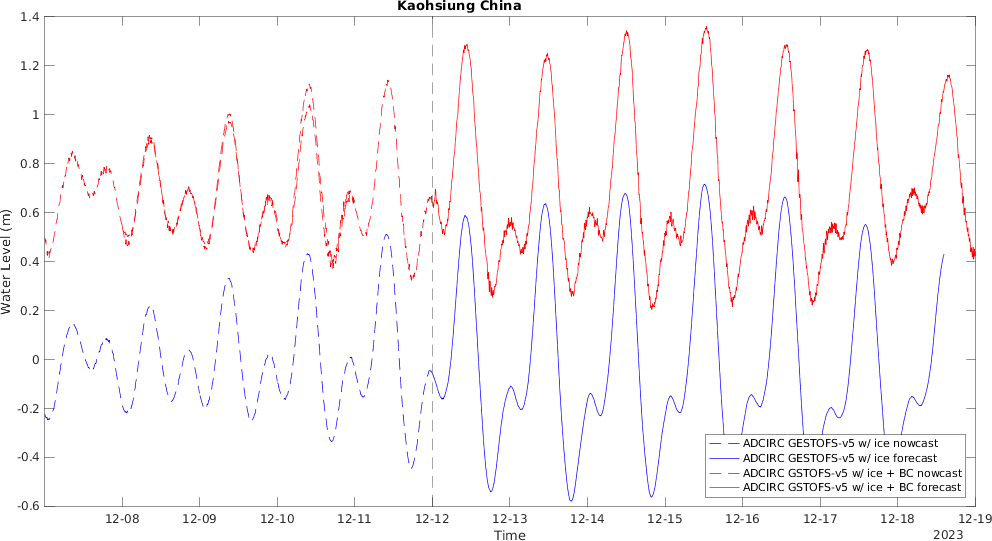 Kaohsiung China
Water Level (m)
1.4
1.2
1
0.8
0.6
0.4
0.2
0
-0.2
-0.4
-0.6
ADCIRC GESTOFS-v5 w/ ice nowcast
ADCIRC GESTOFS-v5 w/ ice forecast
ADCIRC GSTOFS-v5 w/ ice + BC nowcast
ADCIRC GSTOFS-v5 w/ ice + BC forecast
12-08 12-09 12-10 12-11 12-12 12-13 12-14 12-15 12-16 12-17 12-18 12-19
Time
2023